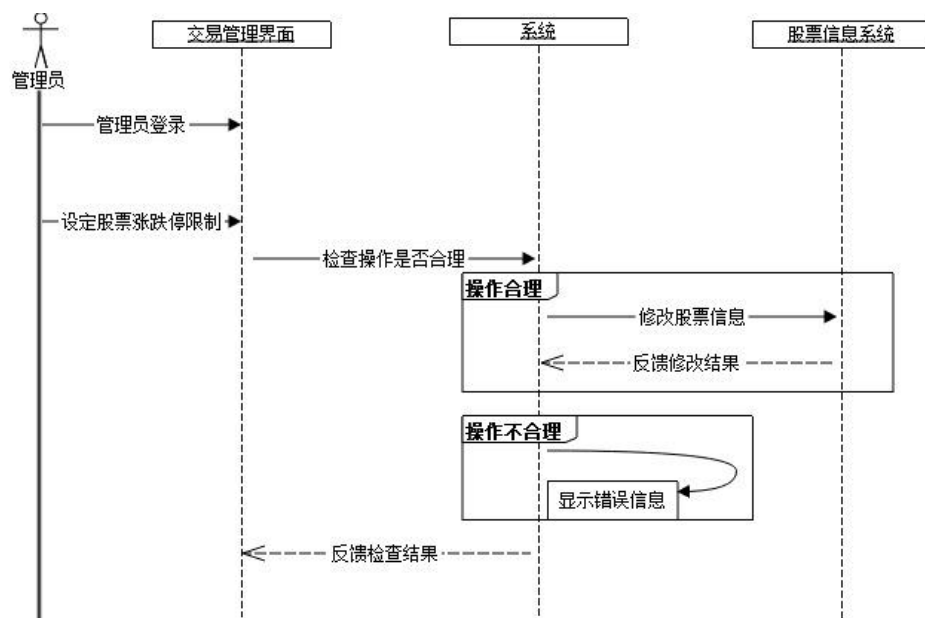 交易管理界面
系统
股票信息系统
管理员
管理员登录
设定股票涨跌停限制
检查操作是否合理
操作合理
修改股票信息
反馈修改结果
操作不合理
显示错误信息
反馈检查结果